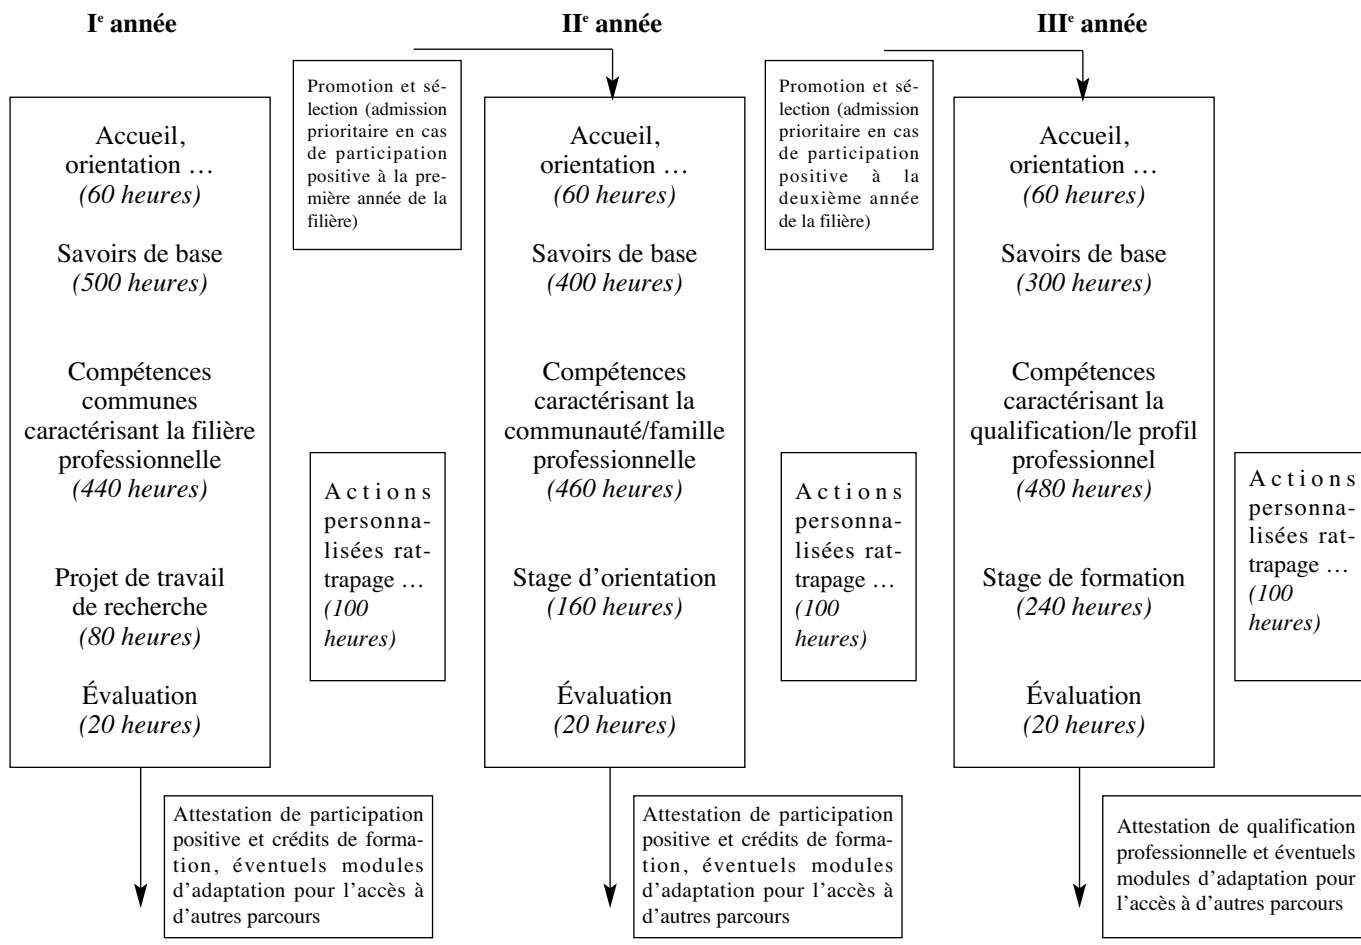 Iᵉ année
IIᵉ année
IIIᵉ année
Accueil,
orientation …
(60 heures)
Savoirs de base
(500 heures)
Compétences
communes
caractérisant la filière
professionnelle
(440 heures)
Projet de travail
de recherche
(80 heures)
Évaluation
(20 heures)
Promotion et sé-
lection (admission
prioritaire en cas
de participation
positive à la pre-
mière année de la
filière)
Actions
personna-
lisées rat-
trapage …
(100
heures)
Accueil,
orientation …
(60 heures)
Savoirs de base
(400 heures)
Compétences
caractérisant la
communauté/famille
professionnelle
(460 heures)
Stage d’orientation
(160 heures)
Évaluation
(20 heures)
Promotion et sé-
lection (admission
prioritaire en cas
de participation
positive à la
deuxième année
de la filière)
Actions
personna-
lisées rat-
trapage …
(100
heures)
Accueil,
orientation …
(60 heures)
Savoirs de base
(300 heures)
Compétences
caractérisant la
qualification/le profil
professionnel
(480 heures)
Stage de formation
(240 heures)
Évaluation
(20 heures)
Actions
personna-
lisées rat-
trapage …
(100
heures)
Attestation de participation
positive et crédits de forma-
tion, éventuels modules
d’adaptation pour l’accès à
d’autres parcours
Attestation de participation
positive et crédits de forma-
tion, éventuels modules
d’adaptation pour l’accès à
d’autres parcours
Attestation de qualification
professionnelle et éventuels
modules d’adaptation pour
l’accès à d’autres parcours